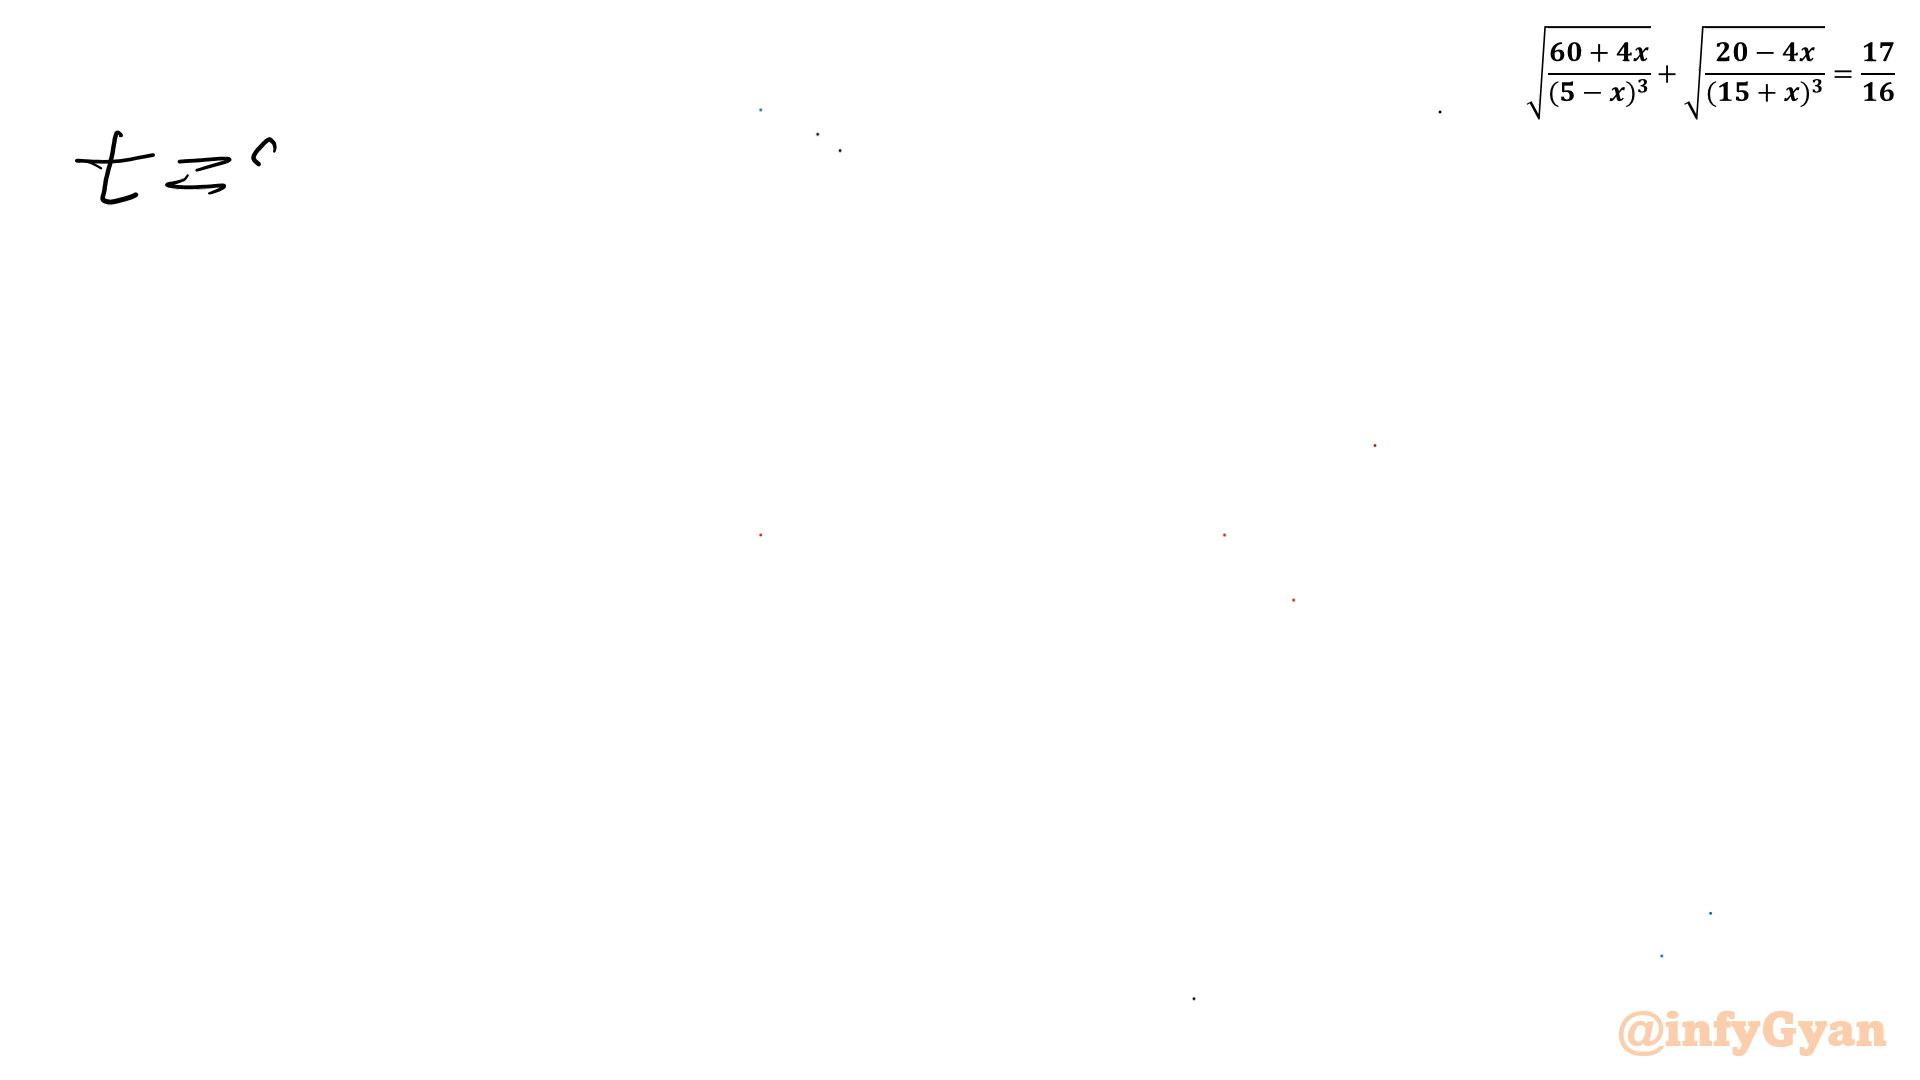 √((60 + 4x)/(5 − x)³) + √((20 − 4x)/(15 + x)³) = 17/16
t =
@infyGyan